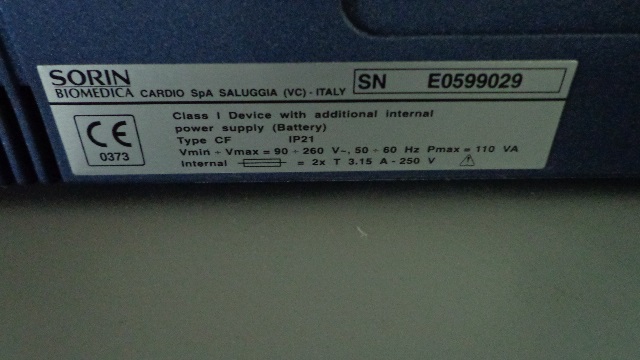 SORIN
BIOMEDICA CARDIO SpA SALUGGIA (VC) - ITALY
SN E0599029
CE
0373
Class I Device with additional internal
power supply (Battery)
Type CF IP21
Vmin ÷ Vmax = 90 ÷ 260 V~, 50 ÷ 60 Hz Pmax = 110 VA
Internal = 2x T 3.15 A - 250 V